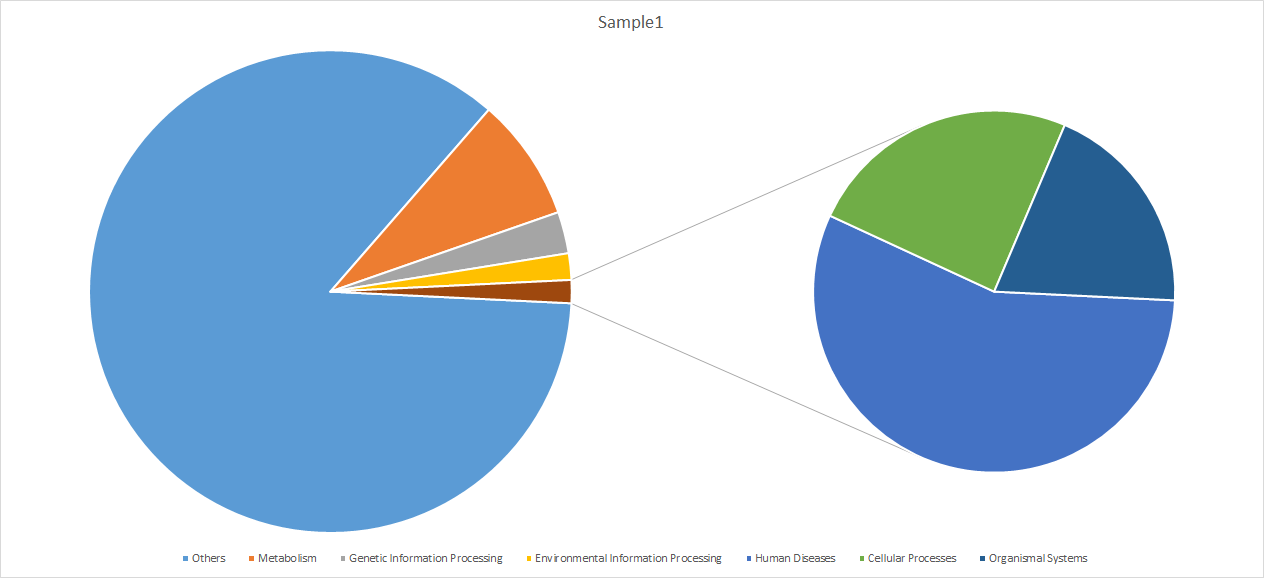 Sample1
Others Metabolism Genetic Information Processing Environmental Information Processing Human Diseases Cellular Processes Organismal Systems